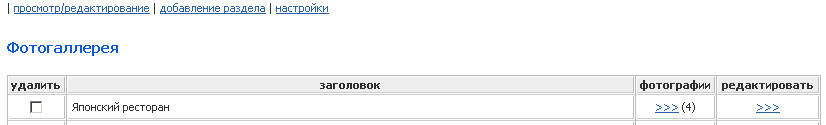 | просмотр/редактирование | добавление раздела | настройки
Фотогаллерея
удалить заголовок фотографии редактировать
Японский ресторан >>> (4) >>>